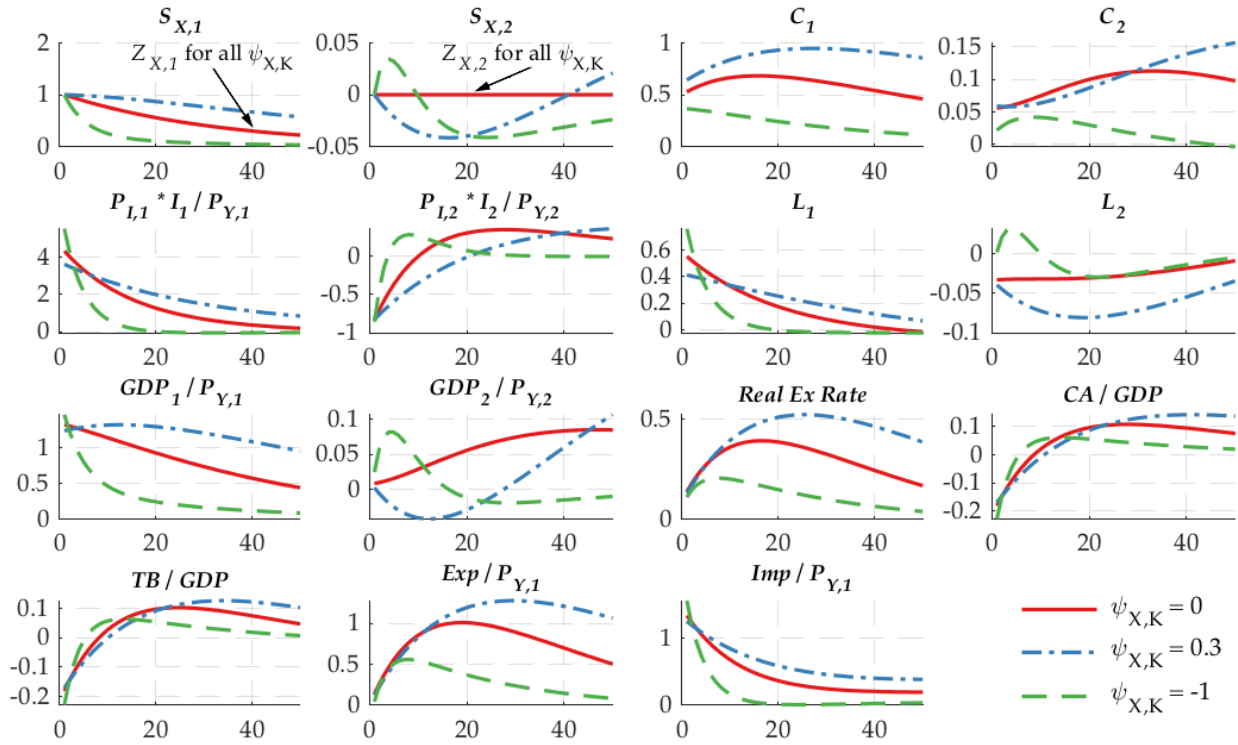 S_{X,1} S_{X,2} C_1 C_2
Z_{X,1} for all ψ_{X,K} Z_{X,2} for all ψ_{X,K}
2 1 0
0.05 0 -0.05
1 0.5 0
0.15 0.1 0.05 0
0 20 40 0 20 40 0 20 40 0 20 40
P_{I,1} * I_1 / P_{Y,1} P_{I,2} * I_2 / P_{Y,2} L_1 L_2
4 2 0
0 -0.5 -1
0.6 0.4 0.2 0
0 -0.05 -0.1
0 20 40 0 20 40 0 20 40 0 20 40
GDP_1 / P_{Y,1} GDP_2 / P_{Y,2} Real Ex Rate CA / GDP
1 0.5 0
0.1 0.05 0
0.5 0
0.1 0 -0.1 -0.2
0 20 40 0 20 40 0 20 40 0 20 40
TB / GDP Exp / P_{Y,1} Imp / P_{Y,1}
0.1 0 -0.1 -0.2
1 0.5 0
1 0
0 20 40 0 20 40 0 20 40
ψ_{X,K} = 0
ψ_{X,K} = 0.3
ψ_{X,K} = -1